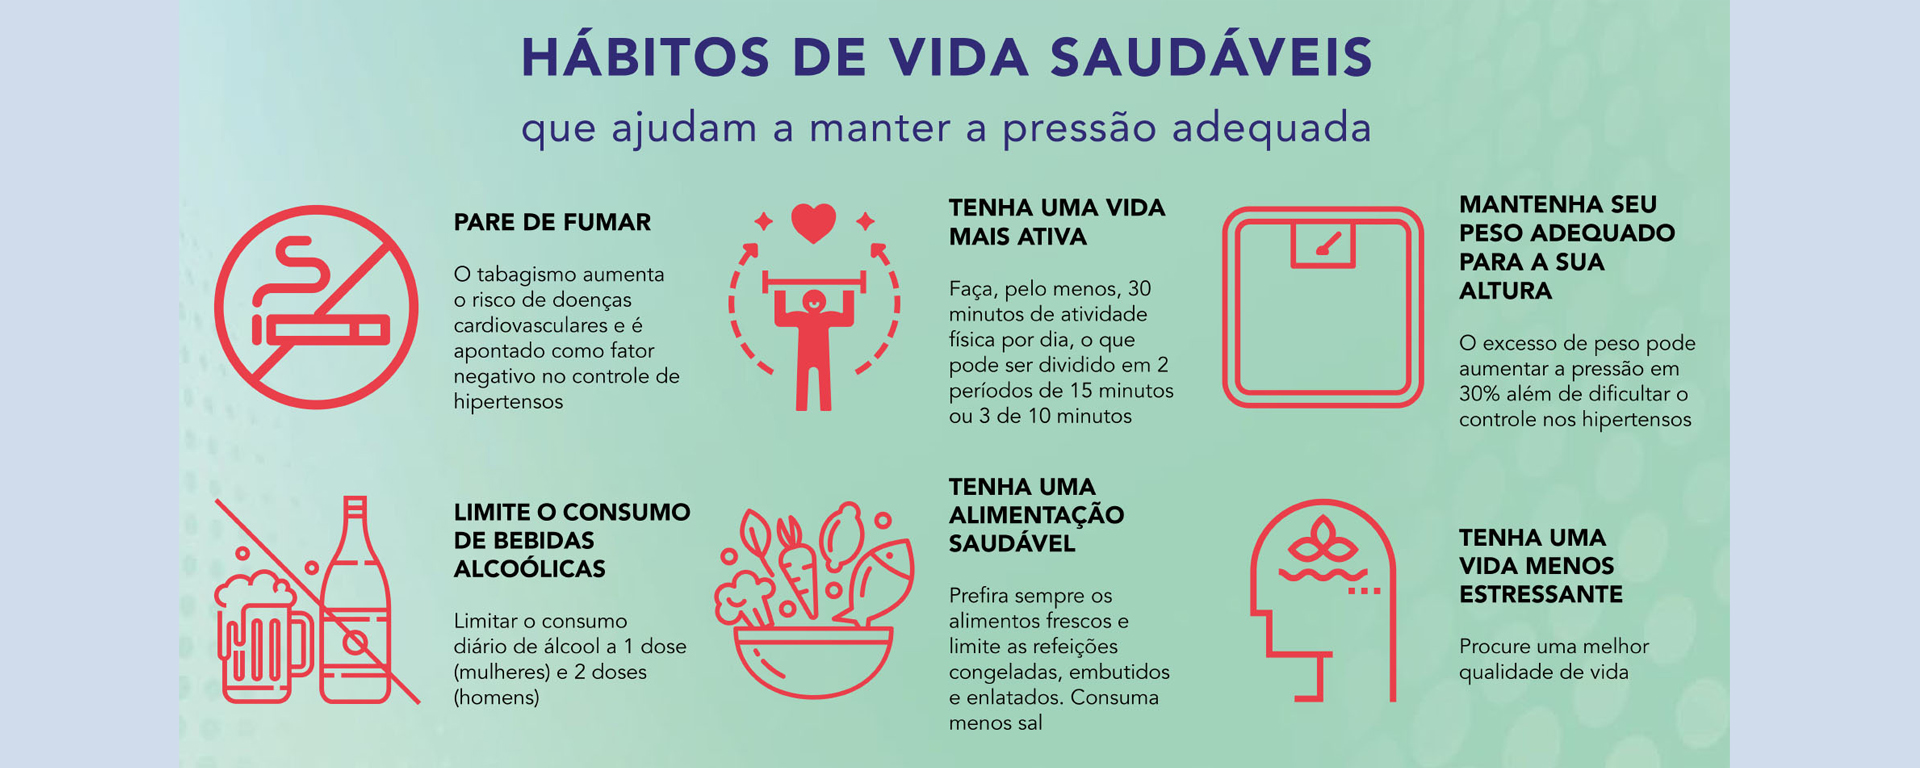 HÁBITOS DE VIDA SAUDÁVEIS
que ajudam a manter a pressão adequada
PARE DE FUMAR
O tabagismo aumenta
o risco de doenças
cardiovasculares e é
apontado como fator
negativo no controle de
hipertensos
TENHA UMA VIDA
MAIS ATIVA
Faça, pelo menos, 30
minutos de atividade
física por dia, o que
pode ser dividido em 2
períodos de 15 minutos
ou 3 de 10 minutos
MANTENHA SEU
PESO ADEQUADO
PARA A SUA
ALTURA
O excesso de peso pode
aumentar a pressão em
30% além de dificultar o
controle nos hipertensos
LIMITE O CONSUMO
DE BEBIDAS
ALCOÓLICAS
Limitar o consumo
diário de álcool a 1 dose
(mulheres) e 2 doses
(homens)
TENHA UMA
ALIMENTAÇÃO
SAUDÁVEL
Prefira sempre os
alimentos frescos e
limite as refeições
congeladas, embutidos
e enlatados. Consuma
menos sal
TENHA UMA
VIDA MENOS
ESTRESSANTE
Procure uma melhor
qualidade de vida